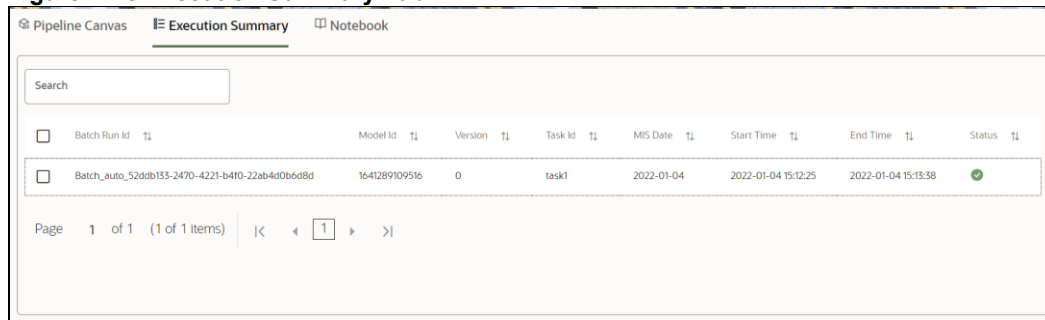 Pipeline Canvas Execution Summary Notebook
Search
Batch Run Id Model Id Version Task Id MIS Date Start Time End Time Status
Batch_auto_52ddb133-2470-4221-b4f0-22ab4d0b6d8d 1641289109516 0 task1 2022-01-04 2022-01-04 15:12:25 2022-01-04 15:13:38
Page 1 of 1 (1 of 1 items) 1